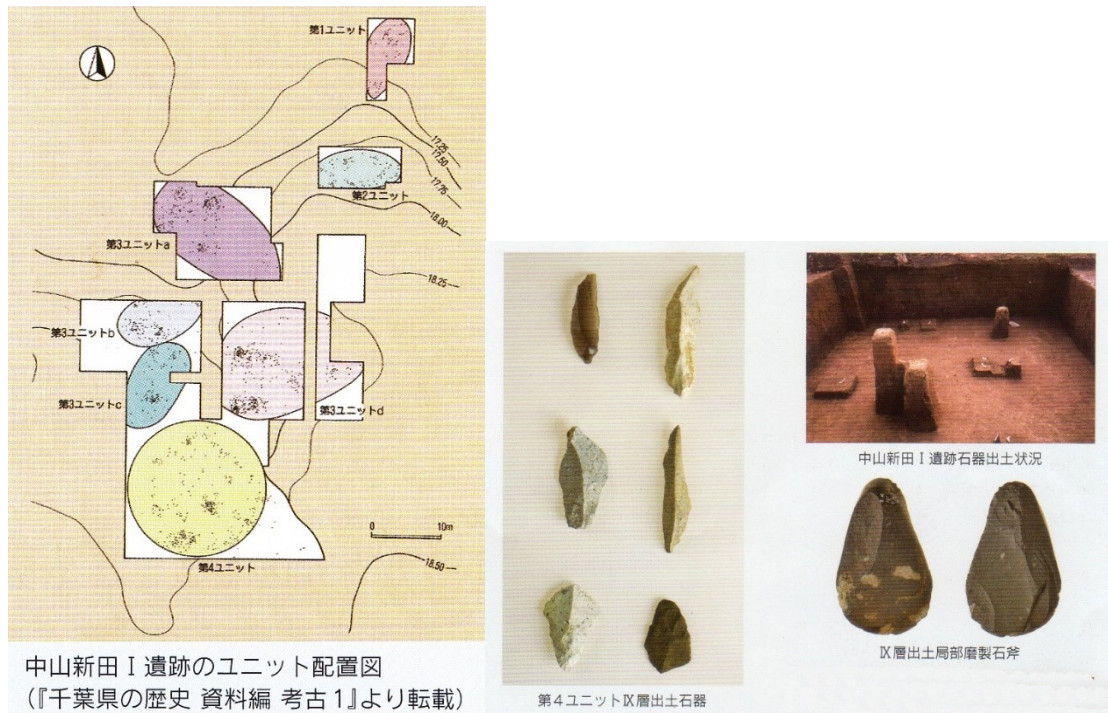 第1ユニット
17.25
17.50
17.75
第2ユニット
18.00
第3ユニットa
18.25
第3ユニットb
第3ユニットc
第3ユニットd
0 10m
第4ユニット
18.50
中山新田Ⅰ遺跡のユニット配置図
(『千葉県の歴史 資料編 考古1』より転載)
第4ユニットⅨ層出土石器
中山新田Ⅰ遺跡石器出土状況
Ⅸ層出土局部磨製石斧